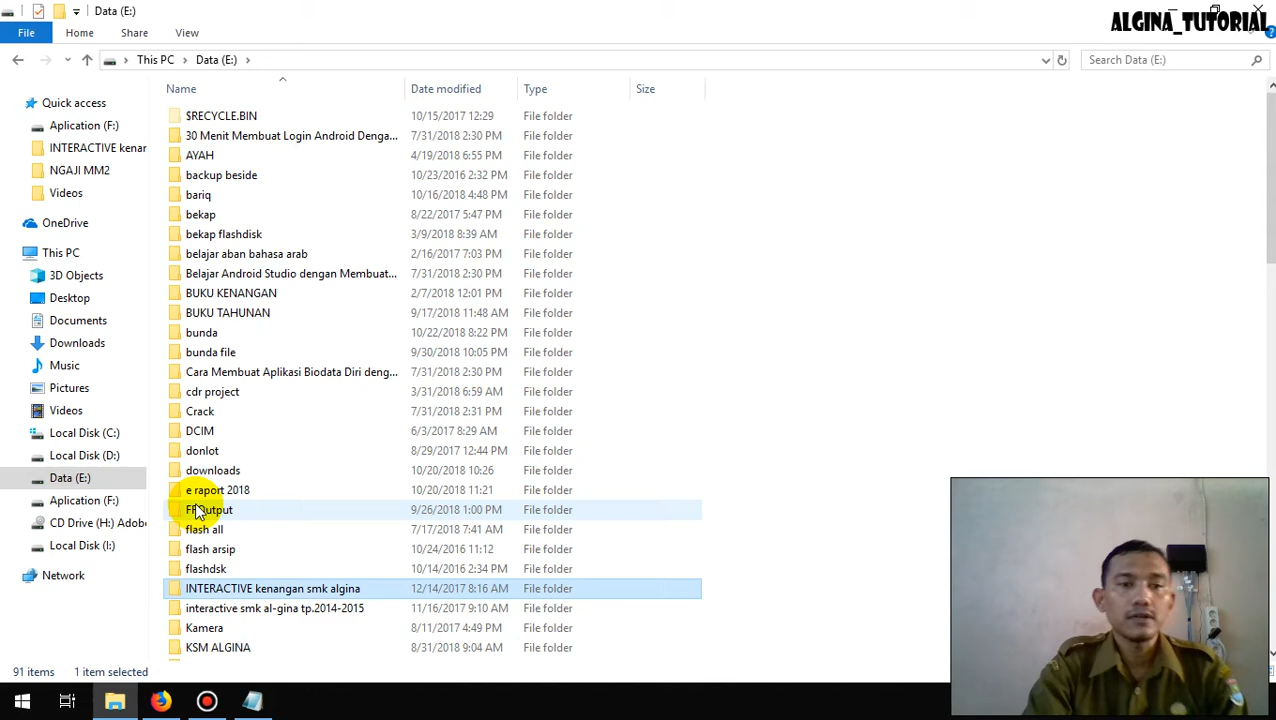 Data (E:)
ALGINA_TUTORIAL
File
Home
Share
View
This PC
Data (E:)
Search Data (E:)
Name
Date modified
Type
Size
Quick access
Aplication (F:)
INTERACTIVE kenar
NGAJI MM2
Videos
OneDrive
This PC
3D Objects
Desktop
Documents
Downloads
Music
Pictures
Videos
Local Disk (C:)
Local Disk (D:)
Data (E:)
Aplication (F:)
CD Drive (H:) Adobe
Local Disk (I:)
Network
$RECYCLE.BIN 10/15/2017 12:29 File folder
30 Menit Membuat Login Android Denga... 7/31/2018 2:30 PM File folder
AYAH 4/19/2018 6:55 PM File folder
backup beside 10/23/2016 2:32 PM File folder
bariq 10/16/2018 4:48 PM File folder
bekap 8/22/2017 5:47 PM File folder
bekap flashdisk 3/9/2018 8:39 AM File folder
belajar aban bahasa arab 2/16/2017 7:03 PM File folder
Belajar Android Studio dengan Membuat... 7/31/2018 2:30 PM File folder
BUKU KENANGAN 2/7/2018 12:01 PM File folder
BUKU TAHUNAN 9/17/2018 11:48 AM File folder
bunda 10/22/2018 8:22 PM File folder
bunda file 9/30/2018 10:05 PM File folder
Cara Membuat Aplikasi Biodata Diri deng... 7/31/2018 2:30 PM File folder
cdr project 3/31/2018 6:59 AM File folder
Crack 7/31/2018 2:31 PM File folder
DCIM 6/3/2017 8:29 AM File folder
donlot 8/29/2017 12:44 PM File folder
downloads 10/20/2018 10:26 File folder
e raport 2018 10/20/2018 11:21 File folder
FFOutput 9/26/2018 1:00 PM File folder
flash all 7/17/2018 7:41 AM File folder
flash arsip 10/24/2016 11:12 File folder
flashdsk 10/14/2016 2:34 PM File folder
INTERACTIVE kenangan smk algina 12/14/2017 8:16 AM File folder
interactive smk al-gina tp.2014-2015 11/16/2017 9:10 AM File folder
Kamera 8/11/2017 4:49 PM File folder
KSM ALGINA 8/31/2018 9:04 AM File folder
91 items
1 item selected